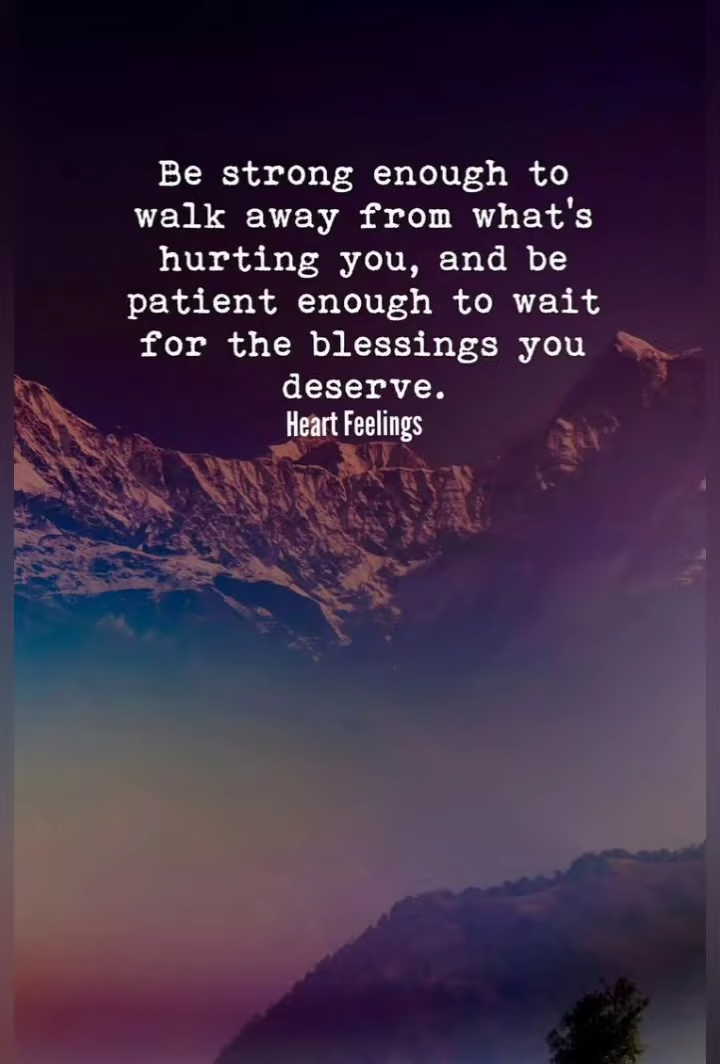 Be strong enough to
walk away from what's
hurting you, and be
patient enough to wait
for the blessings you
deserve.
Heart Feelings